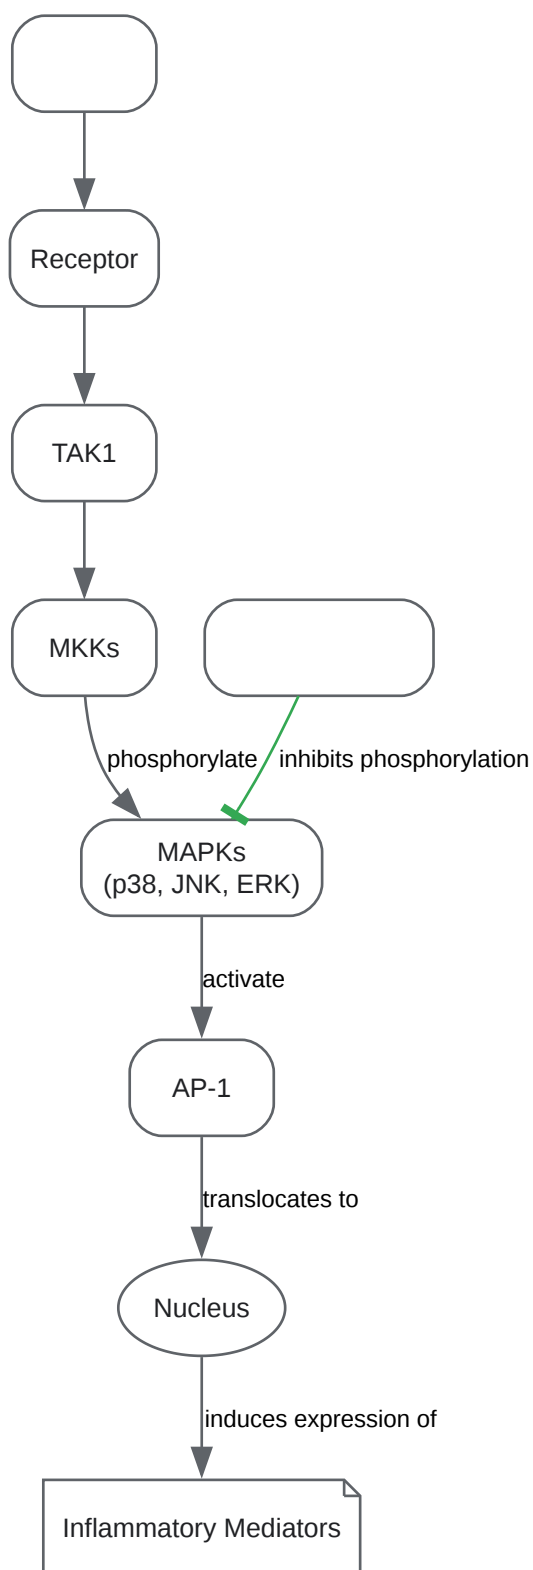 Receptor
TAK1
MKKs
phosphorylate
inhibits phosphorylation
MAPKs
(p38, JNK, ERK)
activate
AP-1
translocates to
Nucleus
induces expression of
Inflammatory Mediators